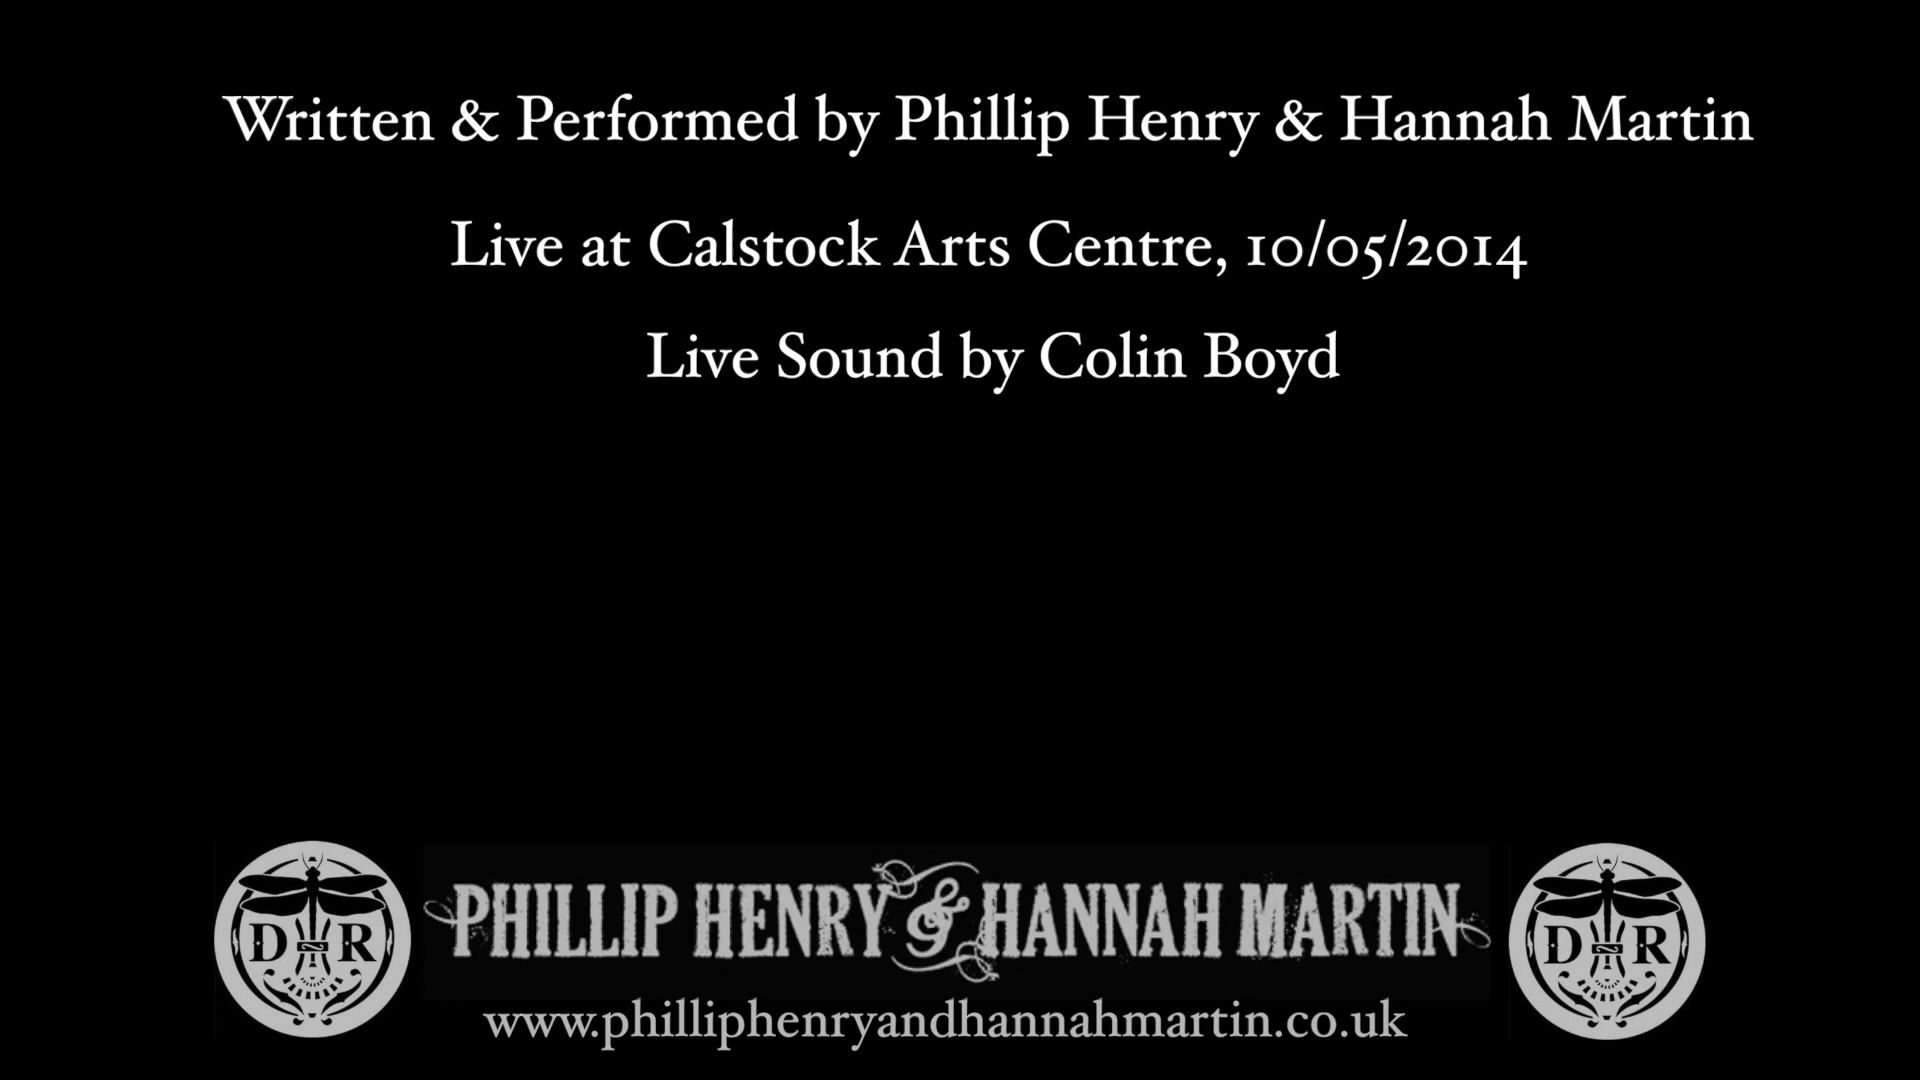 Written & Performed by Phillip Henry & Hannah Martin
Live at Calstock Arts Centre, 10/05/2014
Live Sound by Colin Boyd
D R
PHILLIP HENRY & HANNAH MARTIN
D R
www.philliphenryandhannahmartin.co.uk